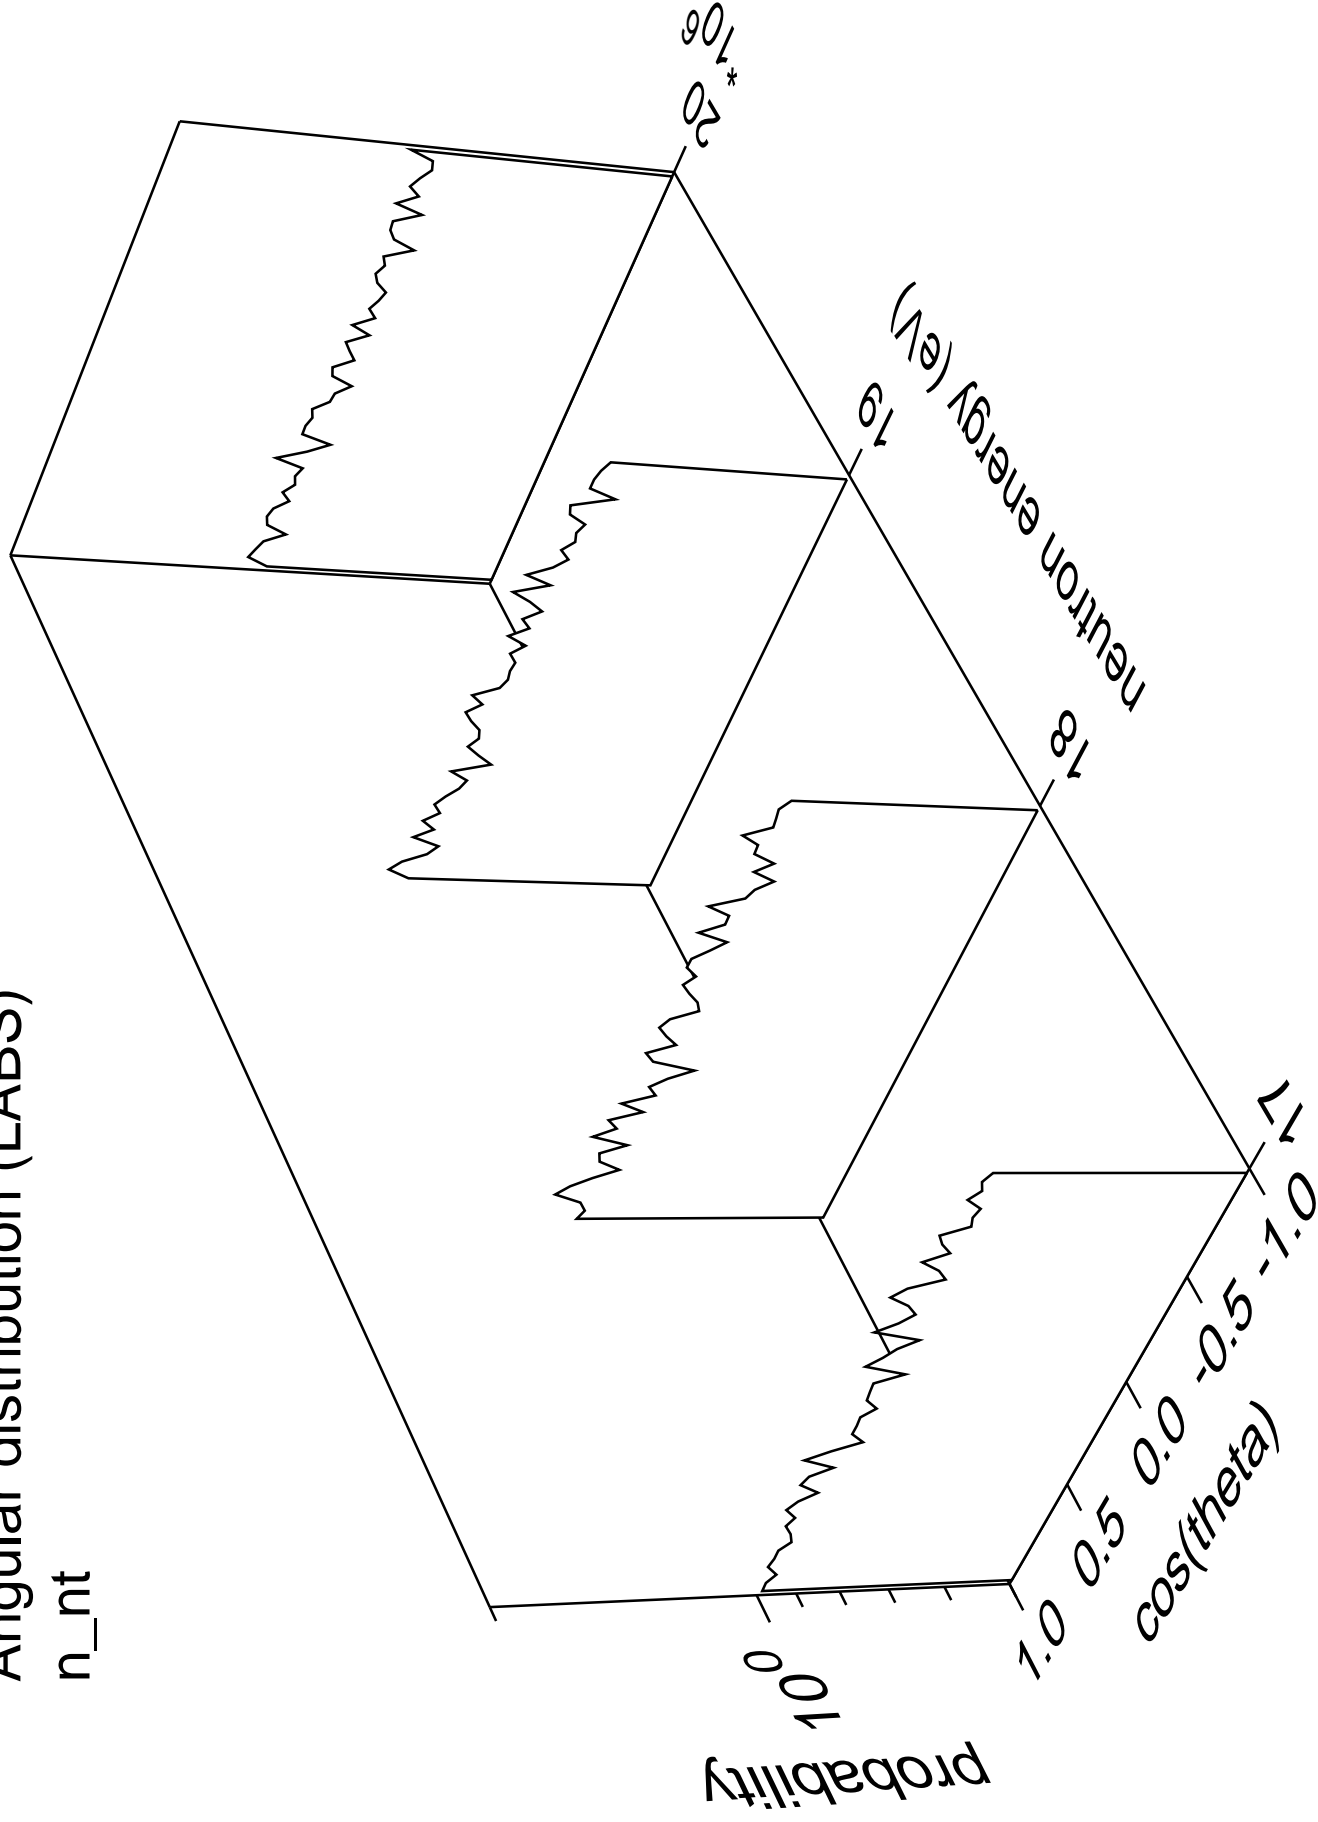 Angular distribution (LABS)
n_nt
probability
10 0
1.0 0.5 0.0 -0.5 -1.0
cos(theta)
17 18 19 20
* 10 6
neutron energy (eV)